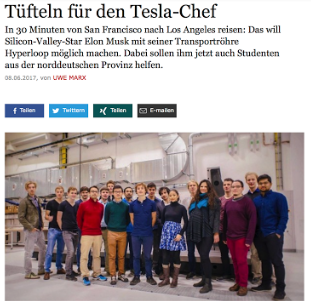 Tüfteln für den Tesla-Chef
In 30 Minuten von San Francisco nach Los Angeles reisen: Das will
Silicon-Valley-Star Elon Musk mit seiner Transportröhre
Hyperloop möglich machen. Dabei sollen ihm jetzt auch Studenten
aus der norddeutschen Provinz helfen.
08.06.2017, von UWE MARX
Teilen Twittern Teilen E-mailen